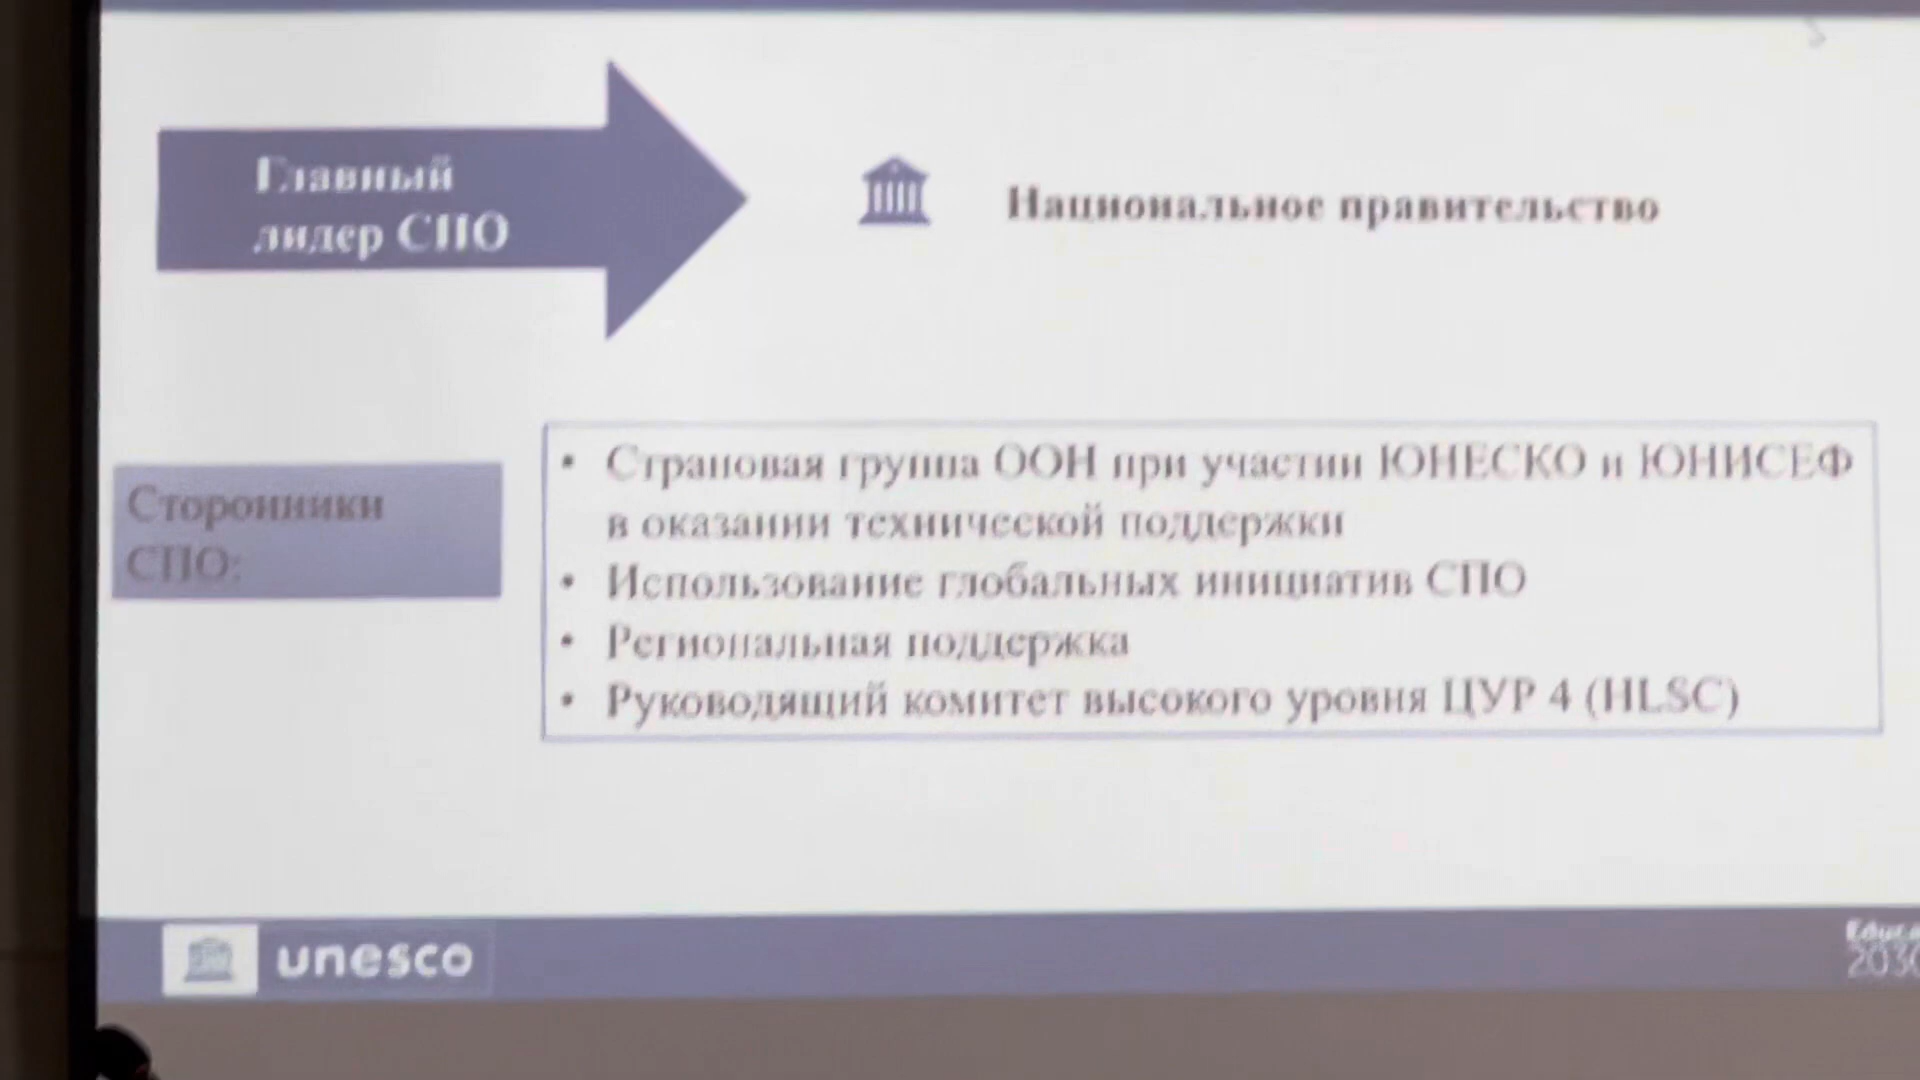 Главный
лидер СПО
Национальное правительство
Сторонники
СПО:
• Страновая группа ООН при участии ЮНЕСКО и ЮНИСЕФ
в оказании технической поддержки
• Использование глобальных инициатив СПО
• Региональная поддержка
• Руководящий комитет высокого уровня ЦУР 4 (HLSC)
unesco
Educa
2030